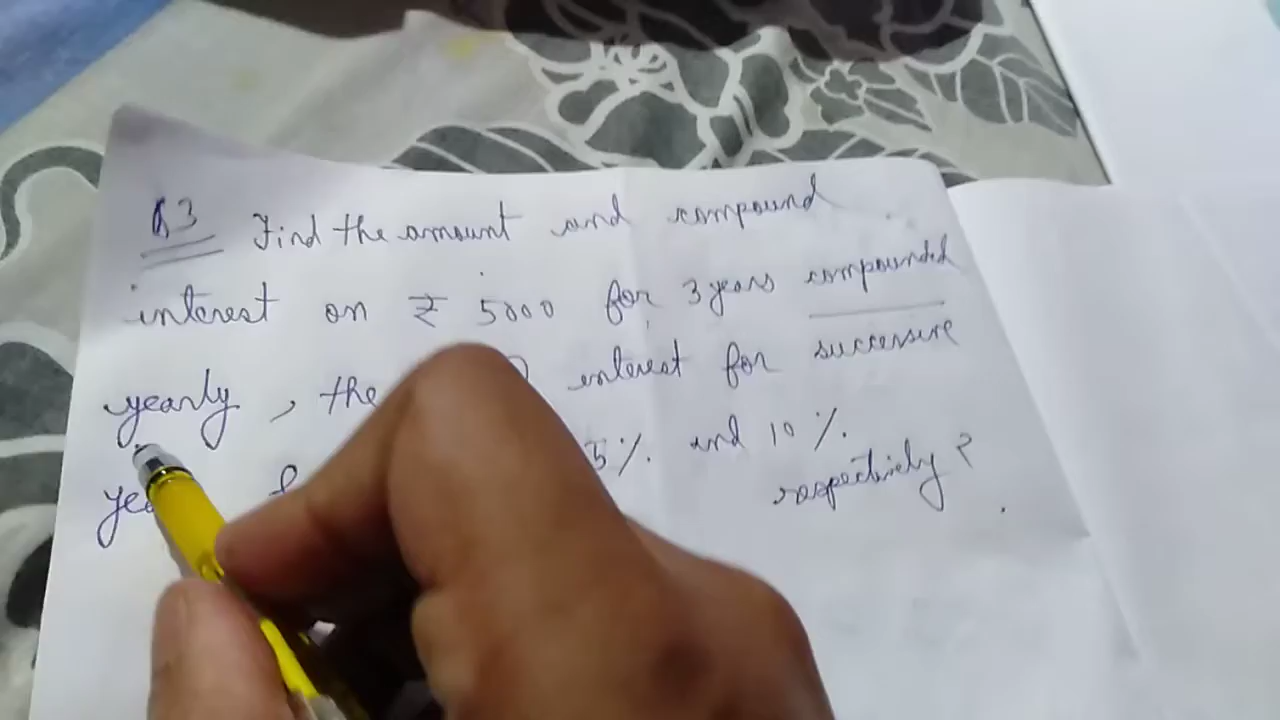 Q3 Find the amount and compound
interest on ₹ 5000 for 3 years compounded
yearly , the interest for successive
5% and 10%.
respectively ?